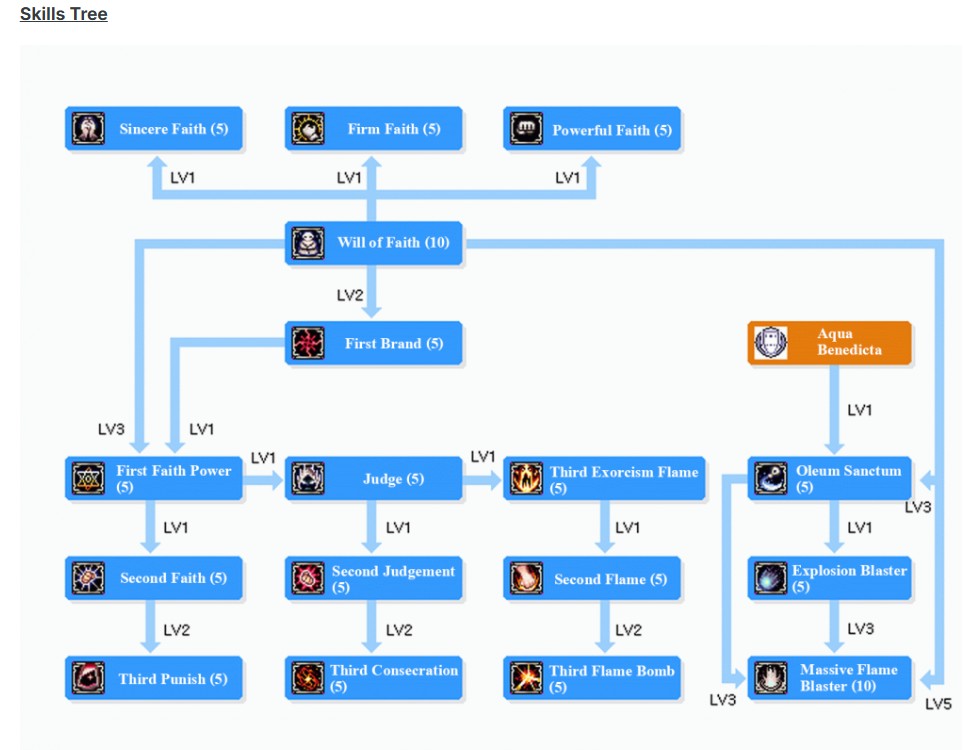 Skills Tree
Sincere Faith (5)
Firm Faith (5)
Powerful Faith (5)
LV1
LV1
LV1
Will of Faith (10)
LV2
First Brand (5)
Aqua
Benedicta
LV3
LV1
LV1
First Faith Power
(5)
LV1
Judge (5)
LV1
Third Exorcism Flame
(5)
Oleum Sanctum
(5)
LV3
LV1
LV1
LV1
LV1
Second Faith (5)
Second Judgement
(5)
Second Flame (5)
Explosion Blaster
(5)
LV2
LV2
LV2
LV3
Third Punish (5)
Third Consecration
(5)
Third Flame Bomb
(5)
Massive Flame
Blaster (10)
LV3
LV5